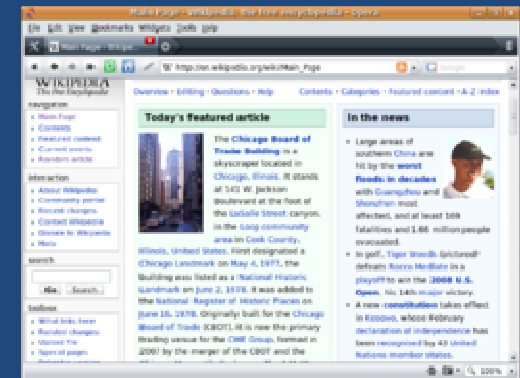 Main Page - Wikipedia, the free encyclopedia - Opera
File Edit View Bookmarks Widgets Tools Help
Main Page - Wikipe...
http://en.wikipedia.org/wiki/Main_Page
Google
WIKIPEDIA
The Free Encyclopedia
Overview · Editing · Questions · Help
Contents · Categories · Featured content · A-Z index
navigation
Main Page
Contents
Featured content
Current events
Random article
interaction
About Wikipedia
Community portal
Recent changes
Contact Wikipedia
Donate to Wikipedia
Help
search
Go Search
toolbox
What links here
Related changes
Upload file
Special pages
Today's featured article
The Chicago Board of
Trade Building is a
skyscraper located in
Chicago, Illinois. It stands
at 141 W. Jackson
Boulevard at the foot of
the LaSalle Street canyon,
in the Loop community
area in Cook County,
Illinois, United States. First designated a
Chicago Landmark on May 4, 1977, the
building was listed as a National Historic
Landmark on June 2, 1978. It was added to
the National Register of Historic Places on
June 16, 1978. Originally built for the Chicago
Board of Trade (CBOT), it is now the primary
trading venue for the CME Group, formed in
2007 by the merger of the CBOT and the
In the news
Large areas of
southern China are
hit by the worst
floods in decades
with Guangzhou and
Shenzhen most
affected, and at least 169
fatalities and 1.66 million people
evacuated.
In golf, Tiger Woods (pictured)
defeats Rocco Mediate in a
playoff to win the 2008 U.S.
Open, his 14th major victory.
A new constitution takes effect
in Kosovo, whose February
declaration of independence has
been recognised by 43 United
Nations member states.
100%